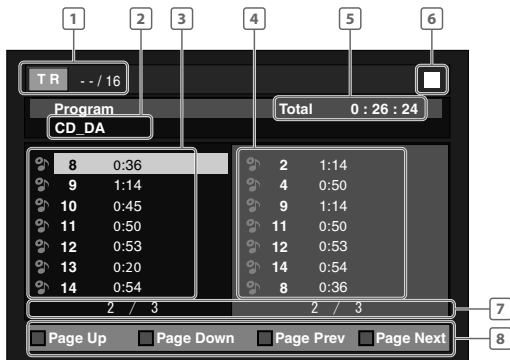 1 2 3 4 5 6
TR - - / 16
Program Total 0 : 26 : 24
CD_DA
8 0:36 2 1:14
9 1:14 4 0:50
10 0:45 9 1:14
11 0:50 11 0:50
12 0:53 12 0:53
13 0:20 14 0:54
14 0:54 8 0:36
2 / 3 2 / 3 7
Page Up Page Down Page Prev Page Next 8